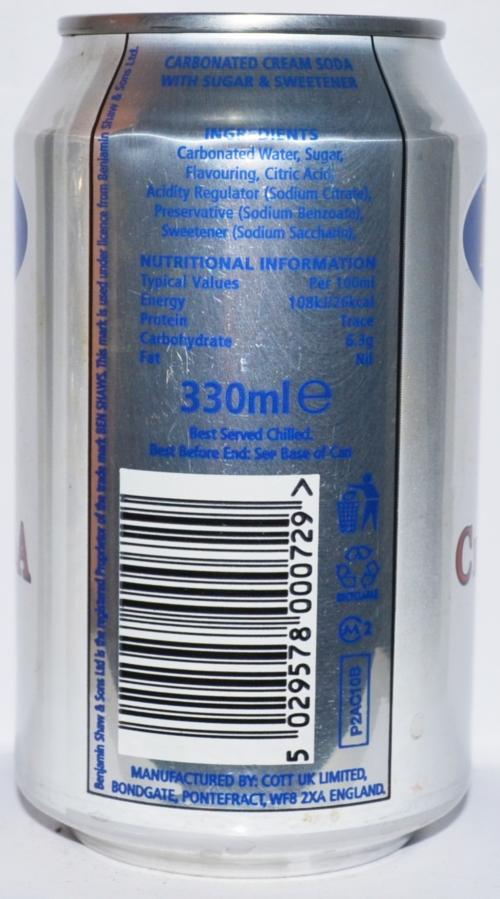 CARBONATED CREAM SODA
WITH SUGAR & SWEETENER
INGREDIENTS
Carbonated Water, Sugar,
Flavouring, Citric Acid,
Acidity Regulator (Sodium Citrate),
Preservative (Sodium Benzoate),
Sweetener (Sodium Saccharin).
NUTRITIONAL INFORMATION
Typical Values Per 100ml
Energy 108kJ/26kcal
Protein Trace
Carbohydrate 6.3g
Fat Nil
330ml e
Best Served Chilled.
Best Before End: See Base of Can
5 029578 000729 >
RECYCLABLE
M 2
P2AC10B
MANUFACTURED BY: COTT UK LIMITED,
BONDGATE, PONTEFRACT, WF8 2XA ENGLAND.
Benjamin Shaw & Sons Ltd is the registered Proprietor of the trade mark BEN SHAWS. This mark is used under licence from Benjamin Shaw & Sons Ltd.
A
C